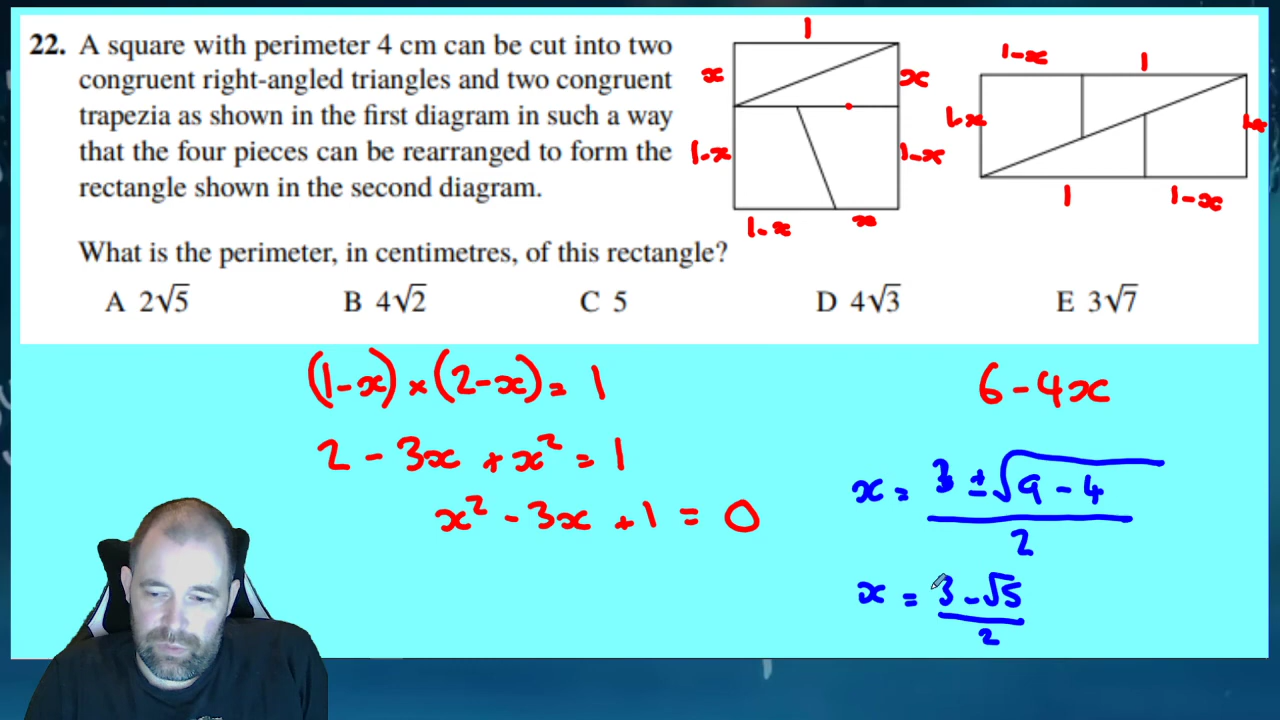 22. A square with perimeter 4 cm can be cut into two
congruent right-angled triangles and two congruent
trapezia as shown in the first diagram in such a way
that the four pieces can be rearranged to form the
rectangle shown in the second diagram.
What is the perimeter, in centimetres, of this rectangle?
A 2√5 B 4√2 C 5 D 4√3 E 3√7
1
x x
1-x 1-x
1-x x
1-x 1
1-x 1-x
1 1-x
(1-x) × (2-x) = 1
2 - 3x + x² = 1
x² - 3x + 1 = 0
6 - 4x
x = 3 ± √9 - 4
2
x = 3 - √5
2